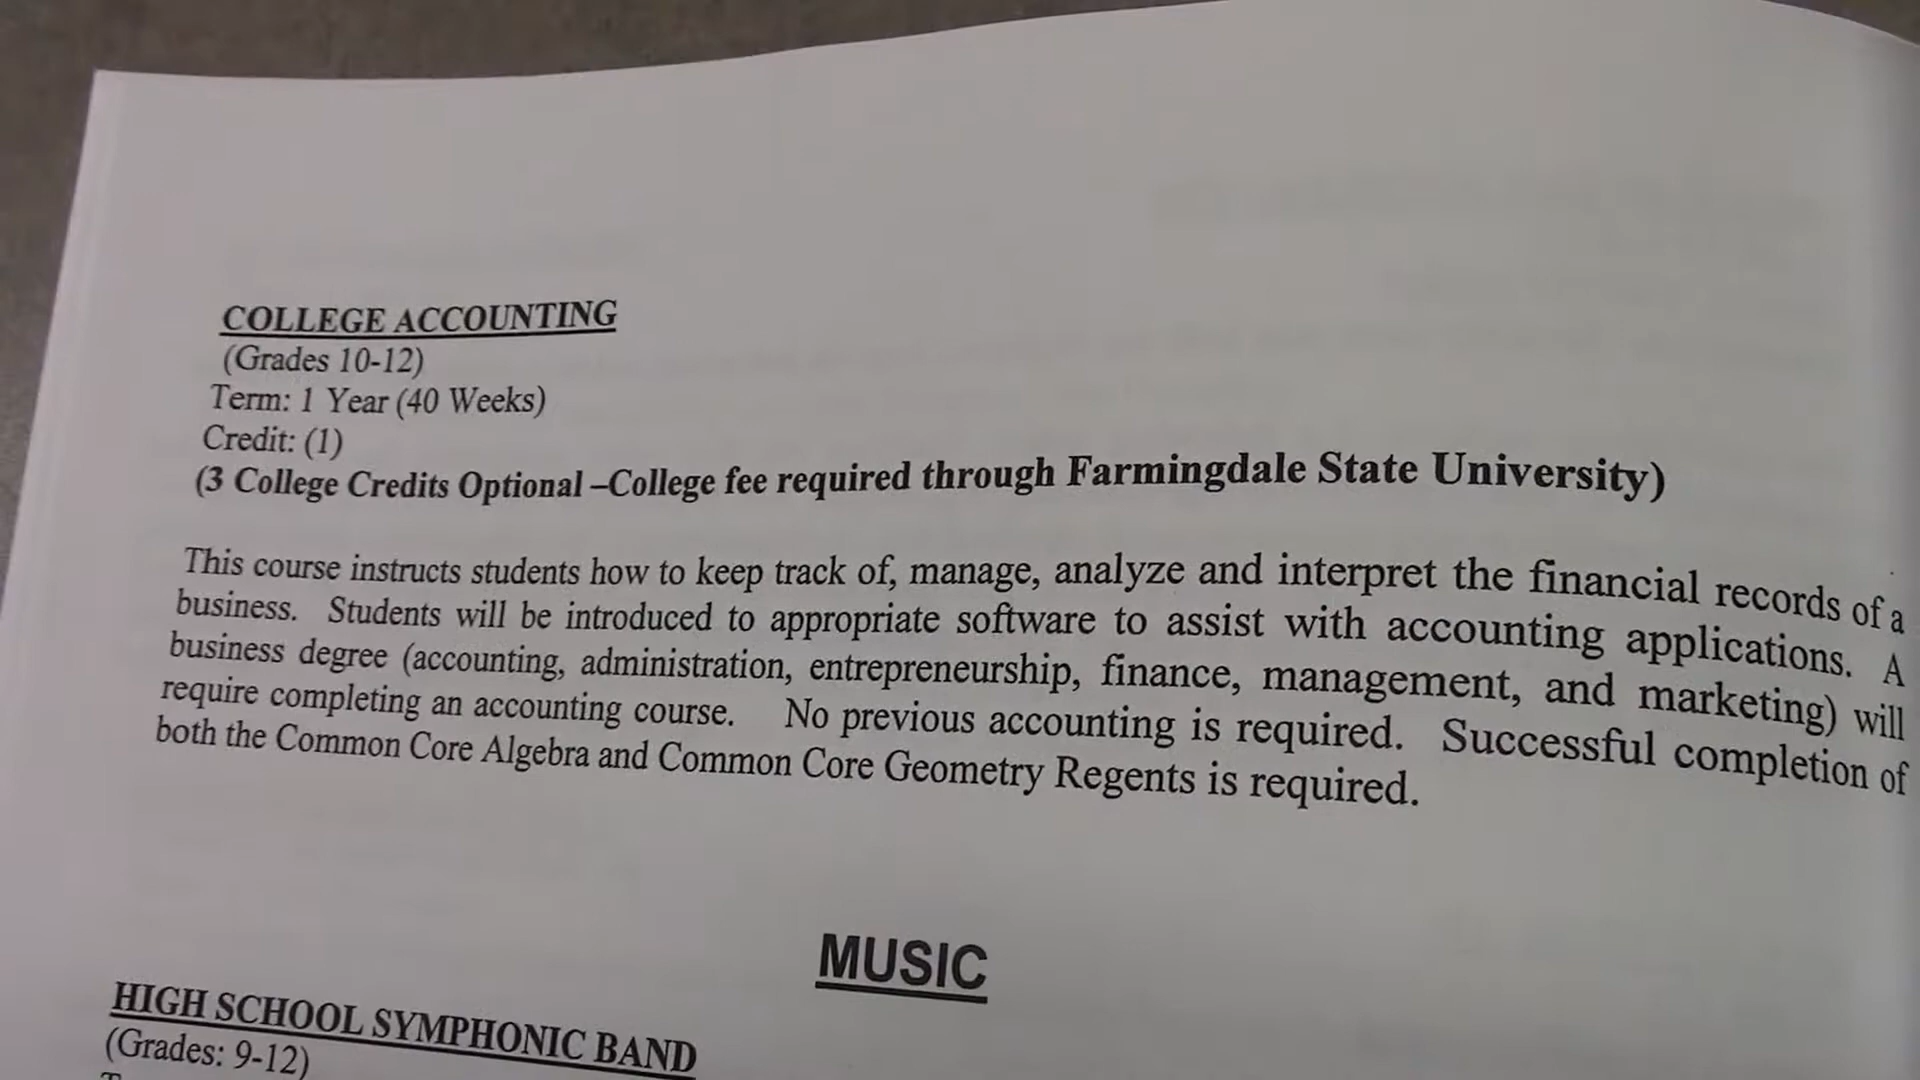 COLLEGE ACCOUNTING
(Grades 10-12)
Term: 1 Year (40 Weeks)
Credit: (1)
(3 College Credits Optional –College fee required through Farmingdale State University)
This course instructs students how to keep track of, manage, analyze and interpret the financial records of a
business. Students will be introduced to appropriate software to assist with accounting applications. A
business degree (accounting, administration, entrepreneurship, finance, management, and marketing) will
require completing an accounting course. No previous accounting is required. Successful completion of
both the Common Core Algebra and Common Core Geometry Regents is required.
MUSIC
HIGH SCHOOL SYMPHONIC BAND
(Grades: 9-12)